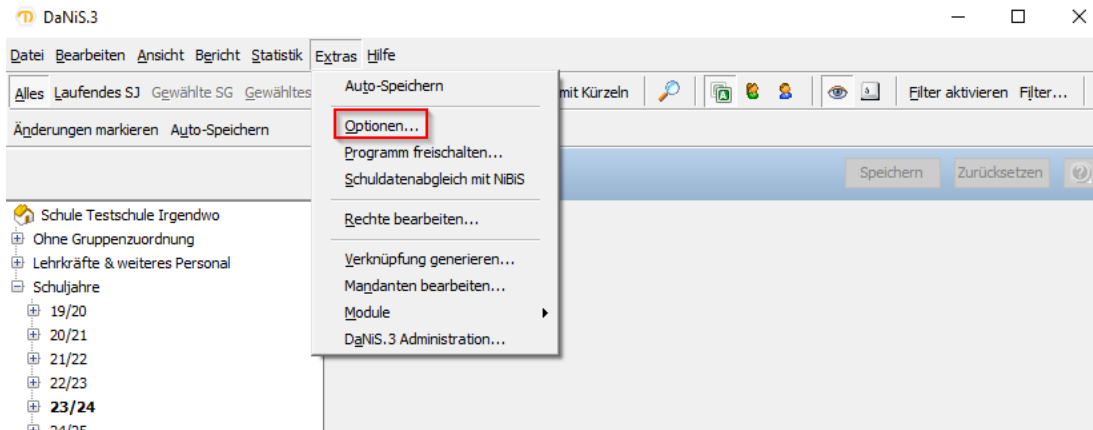 DaNiS.3
Datei Bearbeiten Ansicht Bericht Statistik Extras Hilfe
Alles Laufendes SJ Gewählte SG Gewähltes mit Kürzeln Filter aktivieren Filter...
Änderungen markieren Auto-Speichern
Auto-Speichern
Optionen...
Programm freischalten...
Schuldatenabgleich mit NiBiS
Rechte bearbeiten...
Verknüpfung generieren...
Mandanten bearbeiten...
Module
DaNiS.3 Administration...
Speichern Zurücksetzen
Schule Testschule Irgendwo
Ohne Gruppenzuordnung
Lehrkräfte & weiteres Personal
Schuljahre
19/20
20/21
21/22
22/23
23/24
24/25